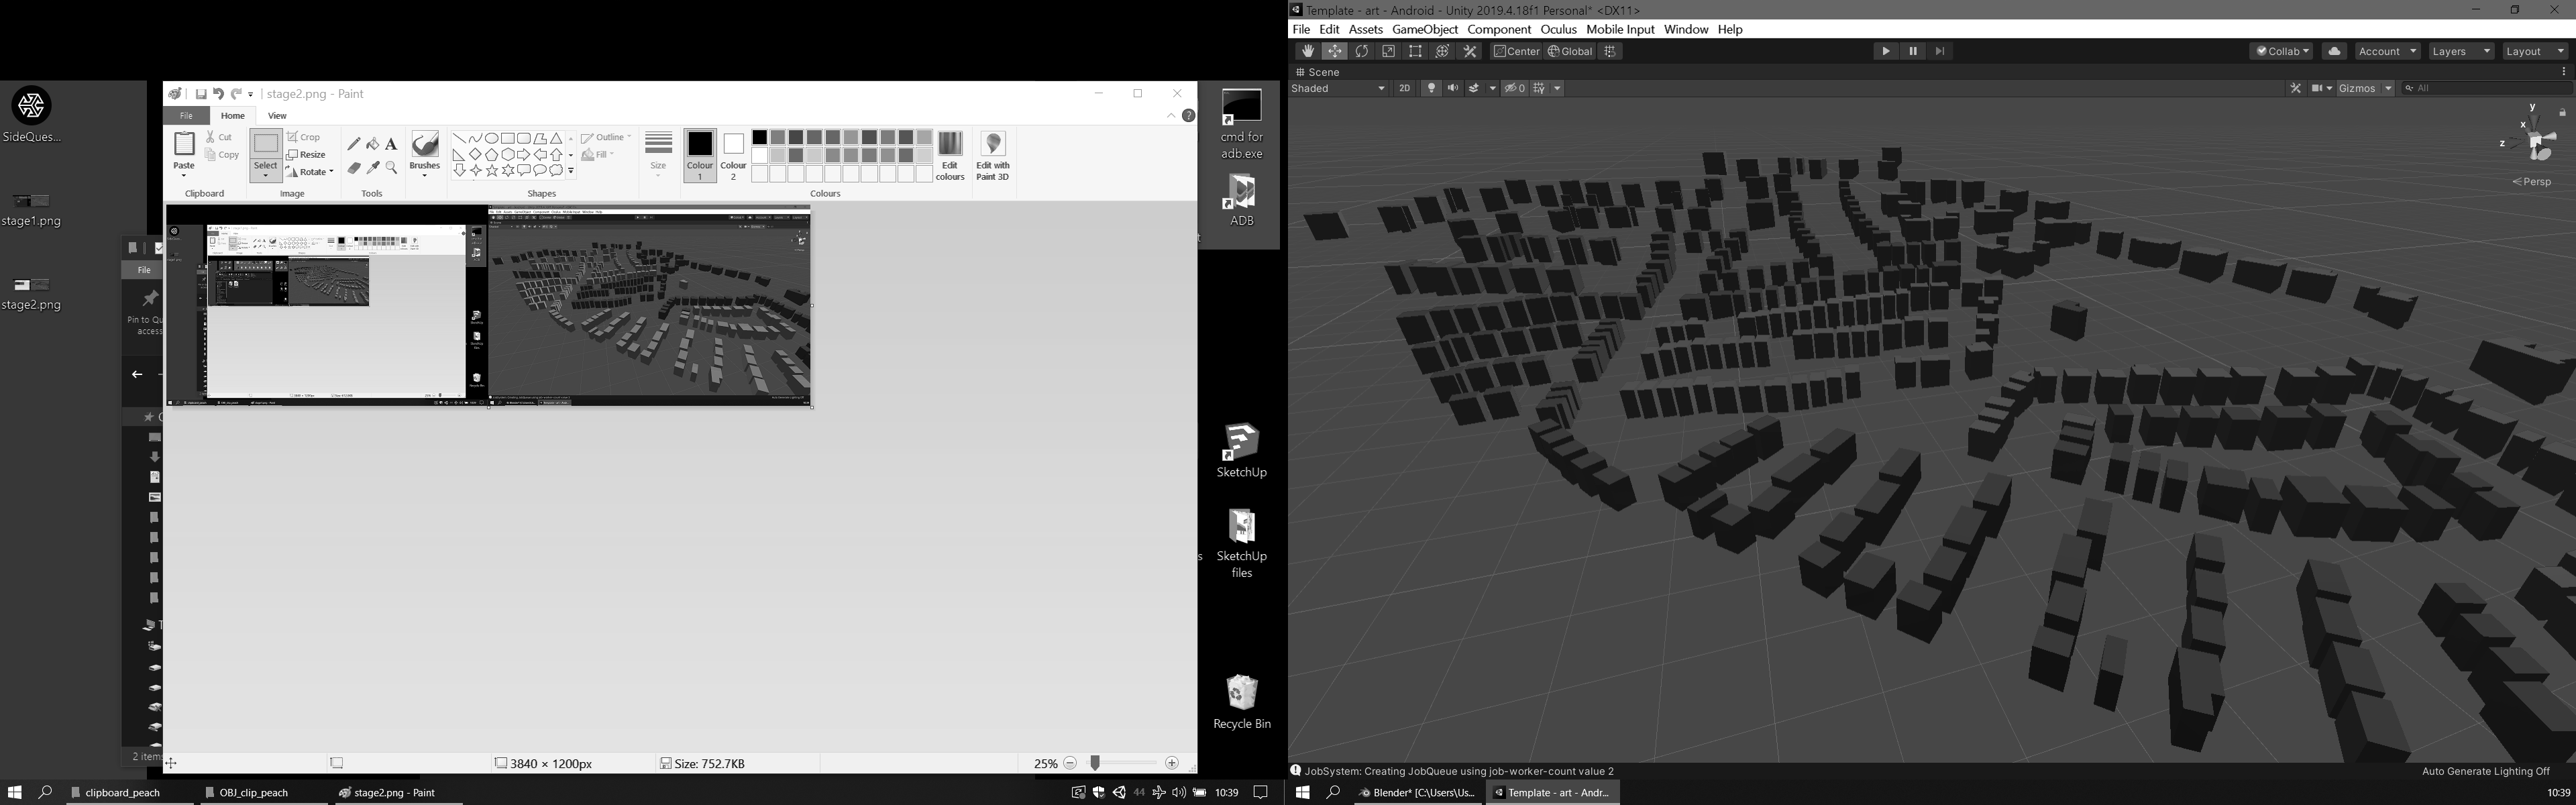 Template - art - Android - Unity 2019.4.18f1 Personal* <DX11>
File Edit Assets GameObject Component Oculus Mobile Input Window Help
Center Global
Collab Account Layers Layout
Scene
Shaded 2D 0 Gizmos All
y
x
z
Persp
JobSystem: Creating JobQueue using job-worker-count value 2
Auto Generate Lighting Off
stage2.png - Paint
File Home View
Paste
Cut
Copy
Clipboard
Select
Crop
Resize
Rotate
Image
Tools
Brushes
Outline
Fill
Shapes
Size
Colour
1
Colour
2
Edit
colours
Colours
Edit with
Paint 3D
3840 × 1200px
Size: 752.7KB
25%
SideQues...
stage1.png
stage2.png
File
Pin to Qu
access
2 item
cmd for
adb.exe
ADB
SketchUp
SketchUp
files
Recycle Bin
clipboard_peach
OBJ_clip_peach
stage2.png - Paint
44
10:39
Blender* [C:\Users\Us...
Template - art - Andr...
10:39